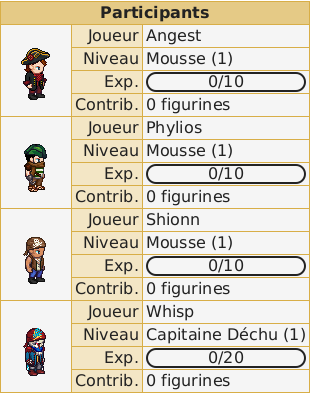 Participants
Joueur Angest
Niveau Mousse (1)
Exp. 0/10
Contrib. 0 figurines
Joueur Phylios
Niveau Mousse (1)
Exp. 0/10
Contrib. 0 figurines
Joueur Shionn
Niveau Mousse (1)
Exp. 0/10
Contrib. 0 figurines
Joueur Whisp
Niveau Capitaine Déchu (1)
Exp. 0/20
Contrib. 0 figurines